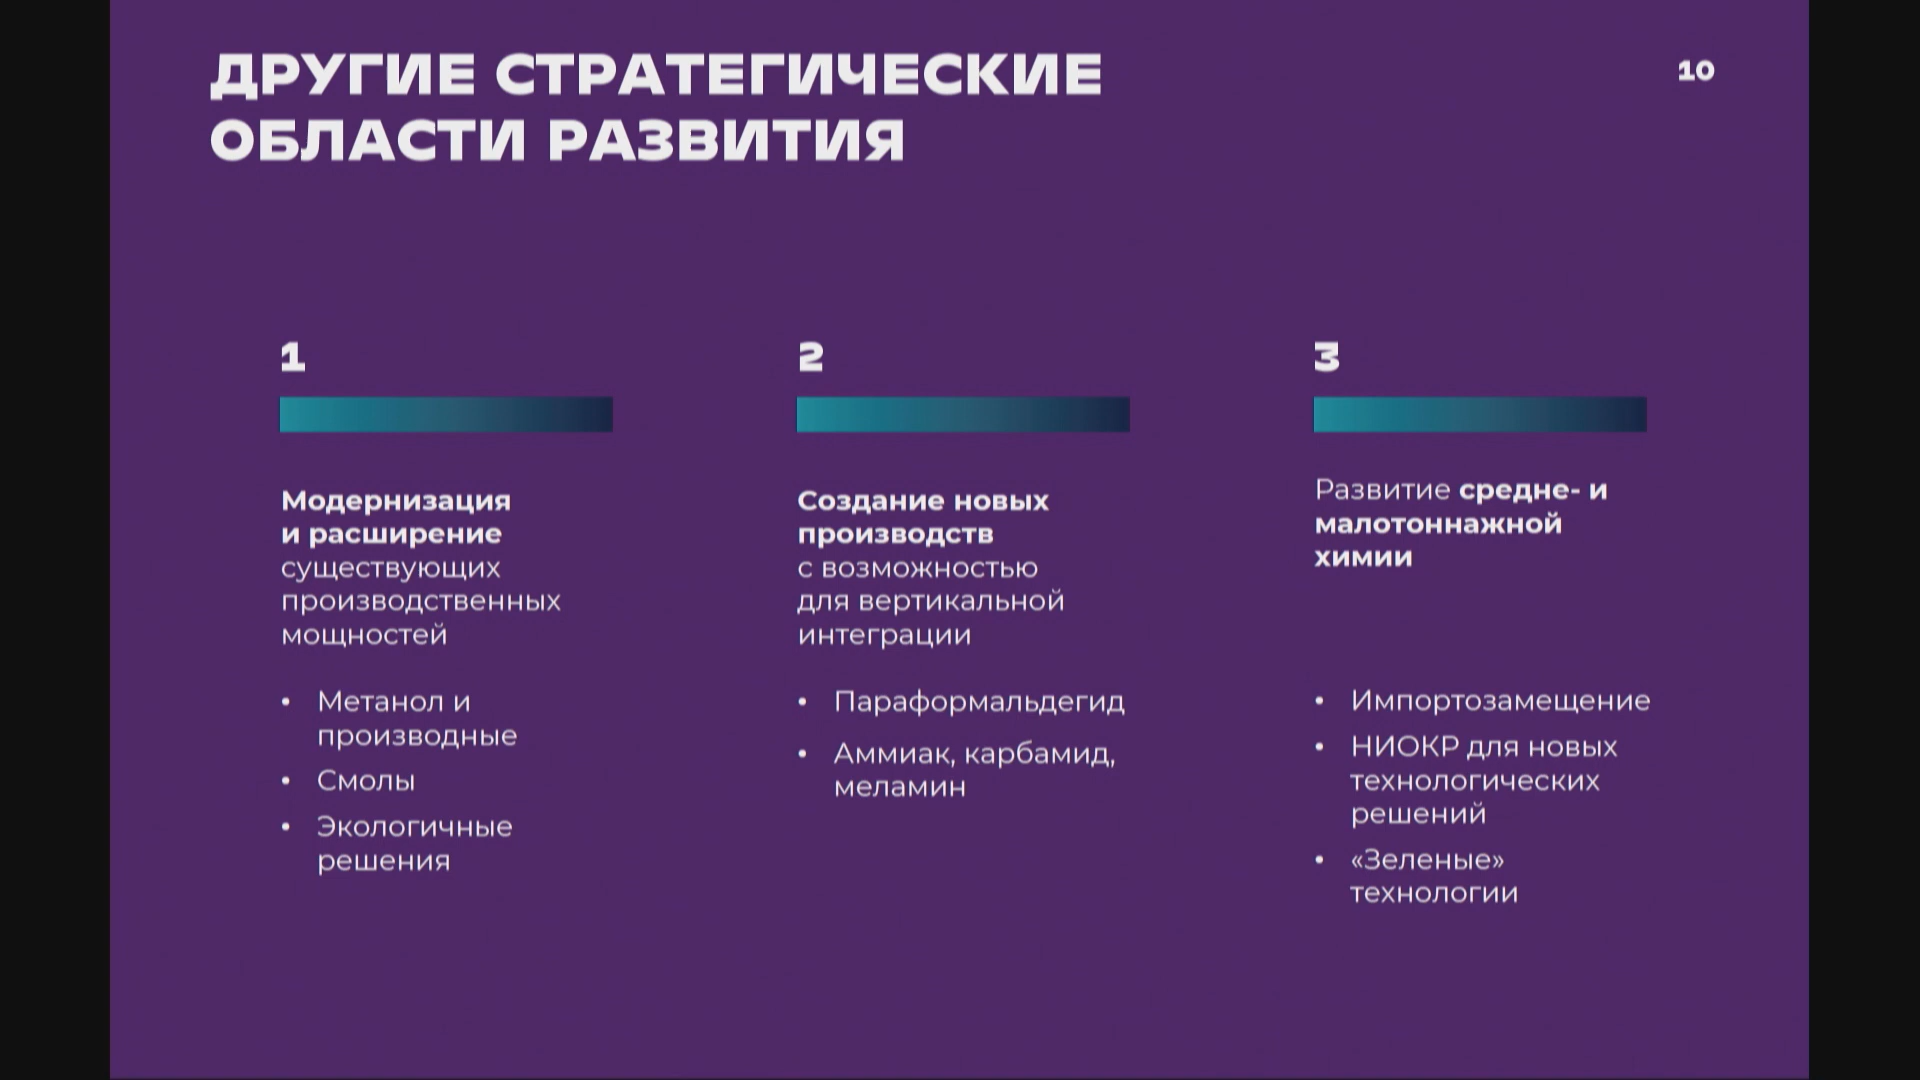 ДРУГИЕ СТРАТЕГИЧЕСКИЕ
ОБЛАСТИ РАЗВИТИЯ
10
1
Модернизация
и расширение
существующих
производственных
мощностей
• Метанол и
производные
• Смолы
• Экологичные
решения
2
Создание новых
производств
с возможностью
для вертикальной
интеграции
• Параформальдегид
• Аммиак, карбамид,
меламин
3
Развитие средне- и
малотоннажной
химии
• Импортозамещение
• НИОКР для новых
технологических
решений
• «Зеленые»
технологии